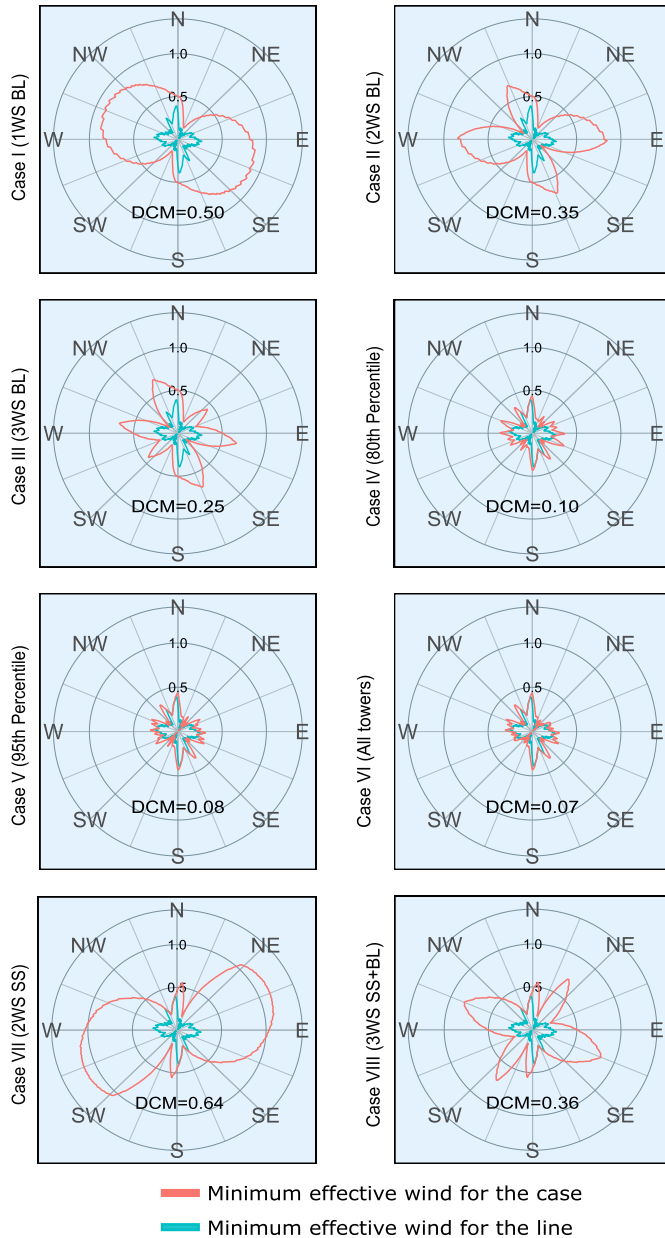 Case I (1WS BL)
N
NW
NE
1.0
0.5
W
E
DCM=0.50
SW
SE
S
Case II (2WS BL)
N
NW
NE
1.0
0.5
W
E
DCM=0.35
SW
SE
S
Case III (3WS BL)
N
NW
NE
1.0
0.5
W
E
DCM=0.25
SW
SE
S
Case IV (80th Percentile)
N
NW
NE
1.0
0.5
W
E
DCM=0.10
SW
SE
S
Case V (95th Percentile)
N
NW
NE
1.0
0.5
W
E
DCM=0.08
SW
SE
S
Case VI (All towers)
N
NW
NE
1.0
0.5
W
E
DCM=0.07
SW
SE
S
Case VII (2WS SS)
N
NW
NE
1.0
0.5
W
E
DCM=0.64
SW
SE
S
Case VIII (3WS SS+BL)
N
NW
NE
1.0
0.5
W
E
DCM=0.36
SW
SE
S
Minimum effective wind for the case
Minimum effective wind for the line